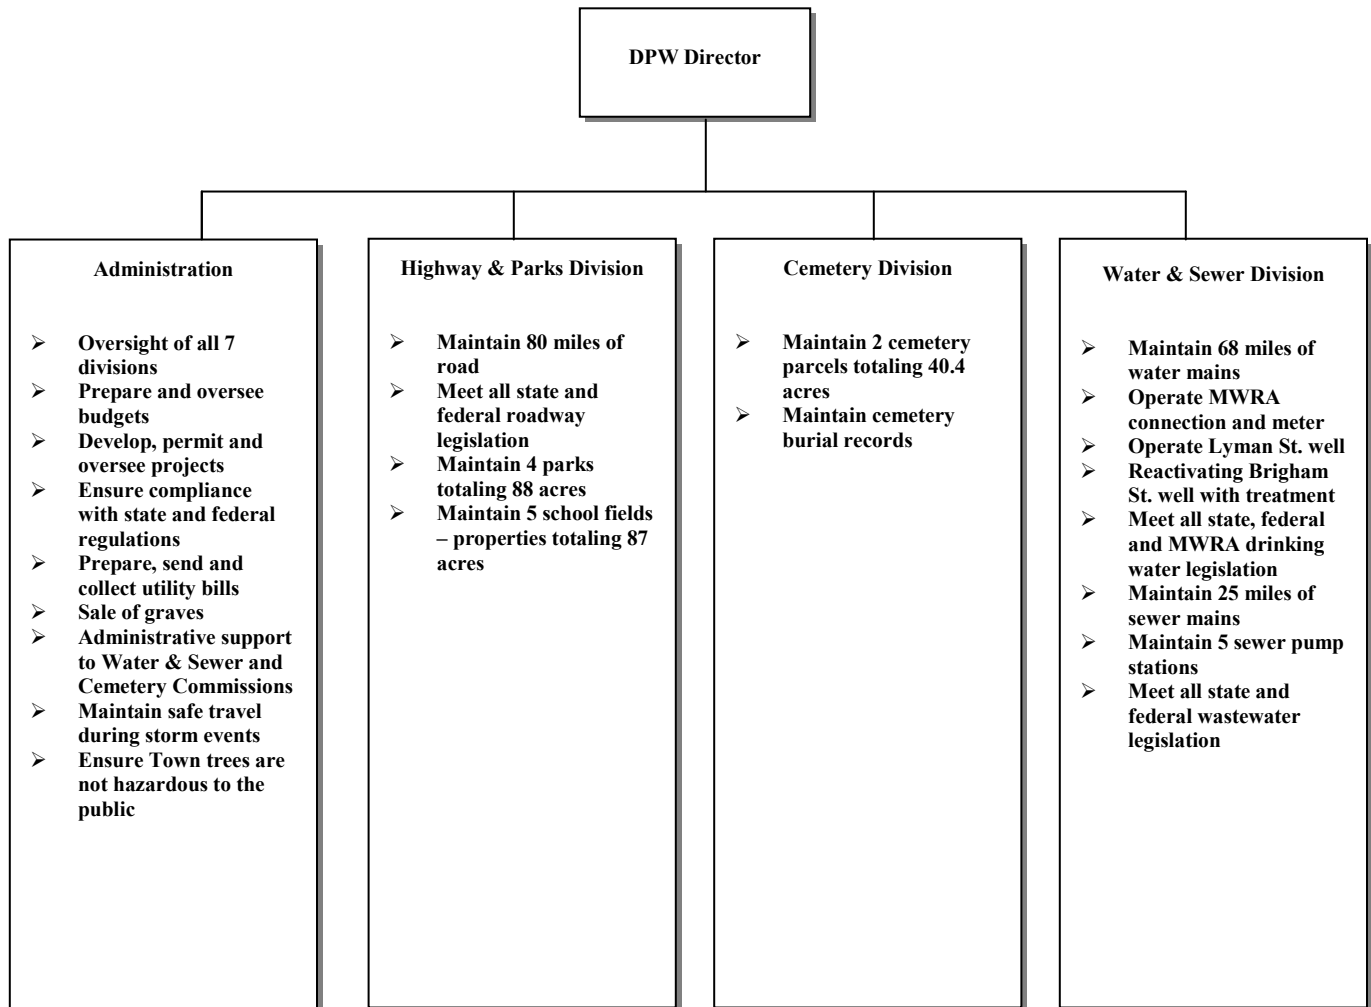 DPW Director
Administration
➢ Oversight of all 7
divisions
➢ Prepare and oversee
budgets
➢ Develop, permit and
oversee projects
➢ Ensure compliance
with state and federal
regulations
➢ Prepare, send and
collect utility bills
➢ Sale of graves
➢ Administrative support
to Water & Sewer and
Cemetery Commissions
➢ Maintain safe travel
during storm events
➢ Ensure Town trees are
not hazardous to the
public
Highway & Parks Division
➢ Maintain 80 miles of
road
➢ Meet all state and
federal roadway
legislation
➢ Maintain 4 parks
totaling 88 acres
➢ Maintain 5 school fields
– properties totaling 87
acres
Cemetery Division
➢ Maintain 2 cemetery
parcels totaling 40.4
acres
➢ Maintain cemetery
burial records
Water & Sewer Division
➢ Maintain 68 miles of
water mains
➢ Operate MWRA
connection and meter
➢ Operate Lyman St. well
➢ Reactivating Brigham
St. well with treatment
➢ Meet all state, federal
and MWRA drinking
water legislation
➢ Maintain 25 miles of
sewer mains
➢ Maintain 5 sewer pump
stations
➢ Meet all state and
federal wastewater
legislation